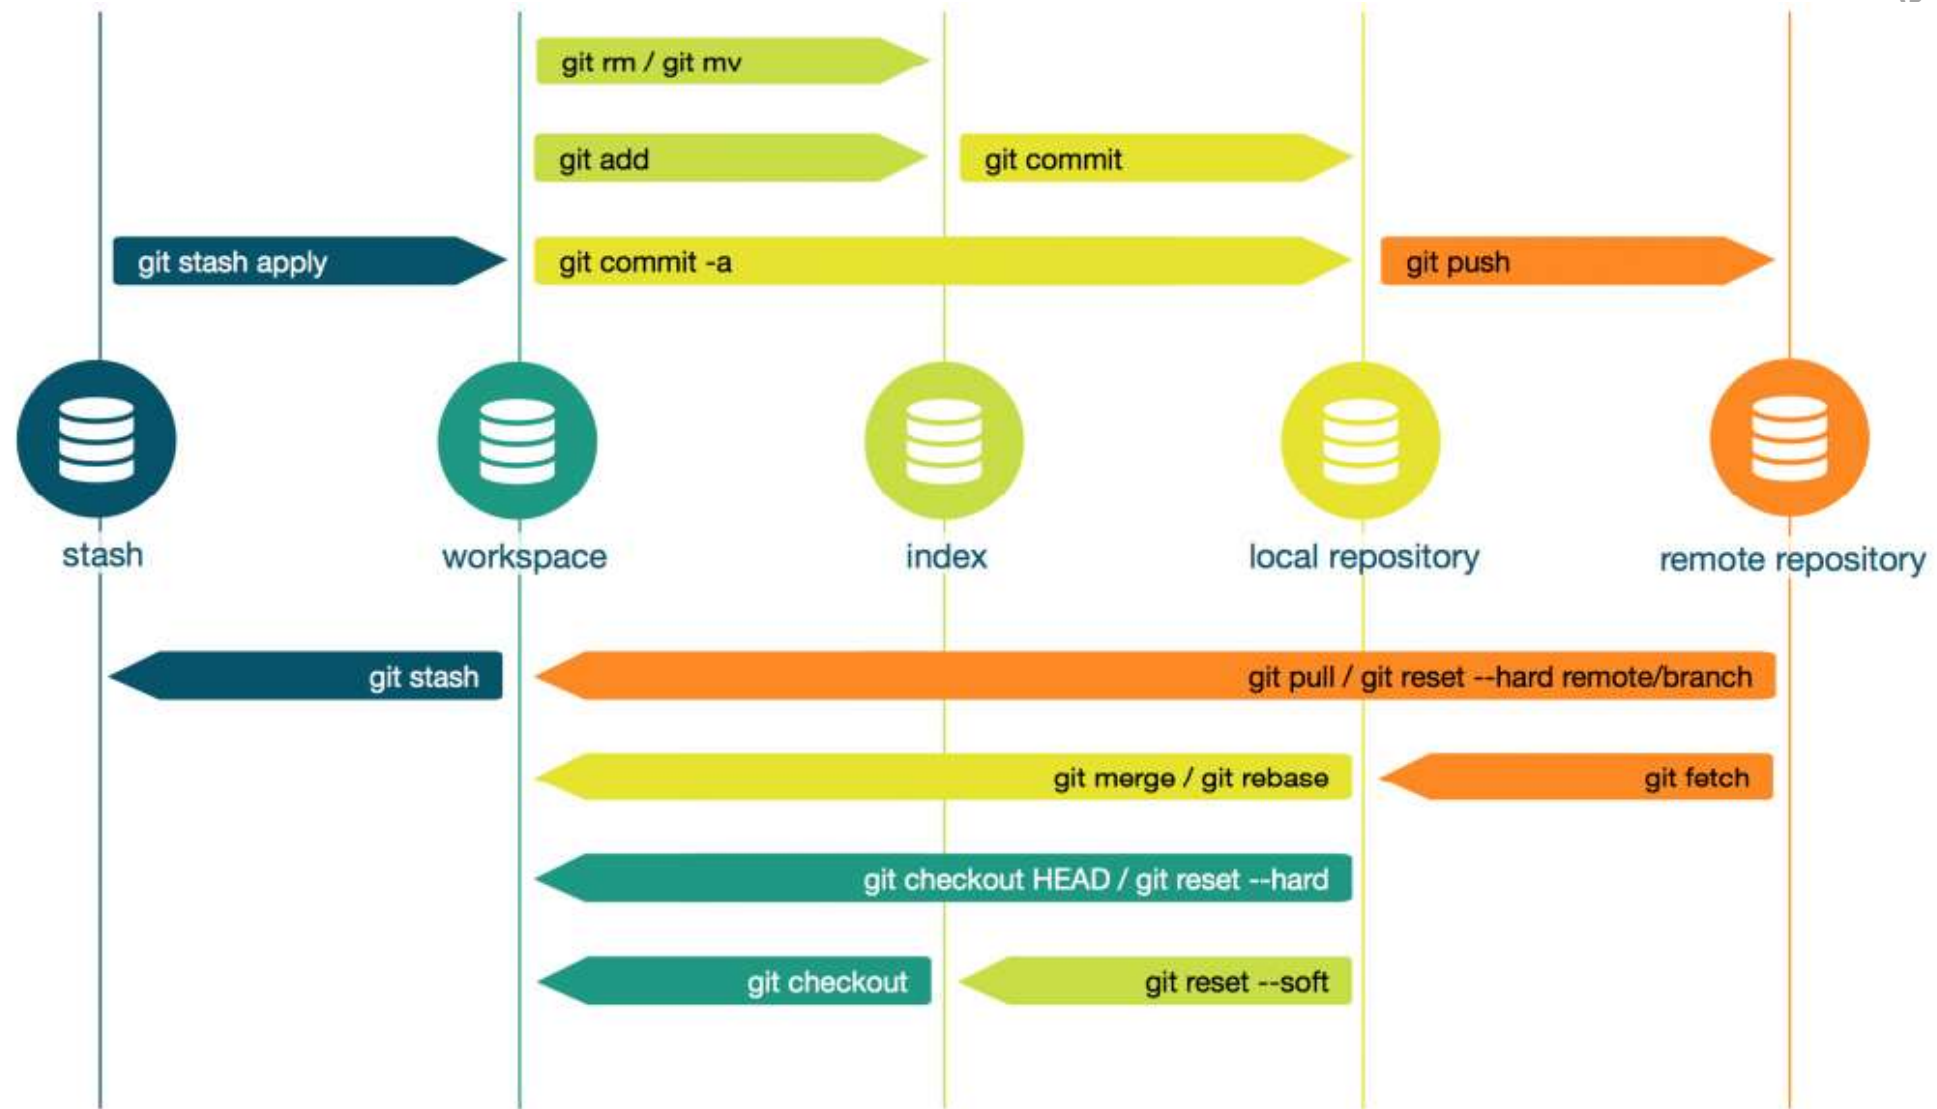 git rm / git mv
git add
git commit
git stash apply
git commit -a
git push
stash
workspace
index
local repository
remote repository
git stash
git pull / git reset --hard remote/branch
git merge / git rebase
git fetch
git checkout HEAD / git reset --hard
git checkout
git reset --soft